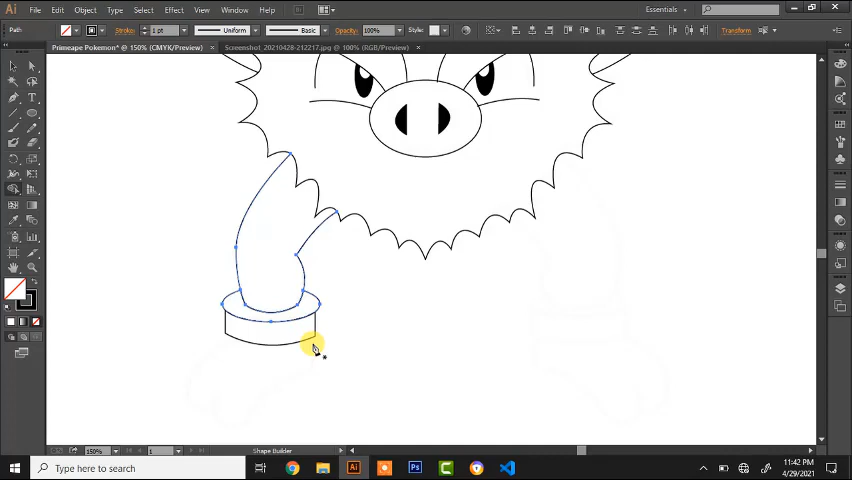 File Edit Object Type Select Effect View Window Help Essentials
Path Stroke: 1 pt Uniform Basic Opacity: 100% Style: Transform
Primeape Pokemon* @ 150% (CMYK/Preview) × Screenshot_20210428-212217.jpg @ 100% (RGB/Preview) ×
150% 1 Shape Builder
Type here to search
11:42 PM
4/29/2021